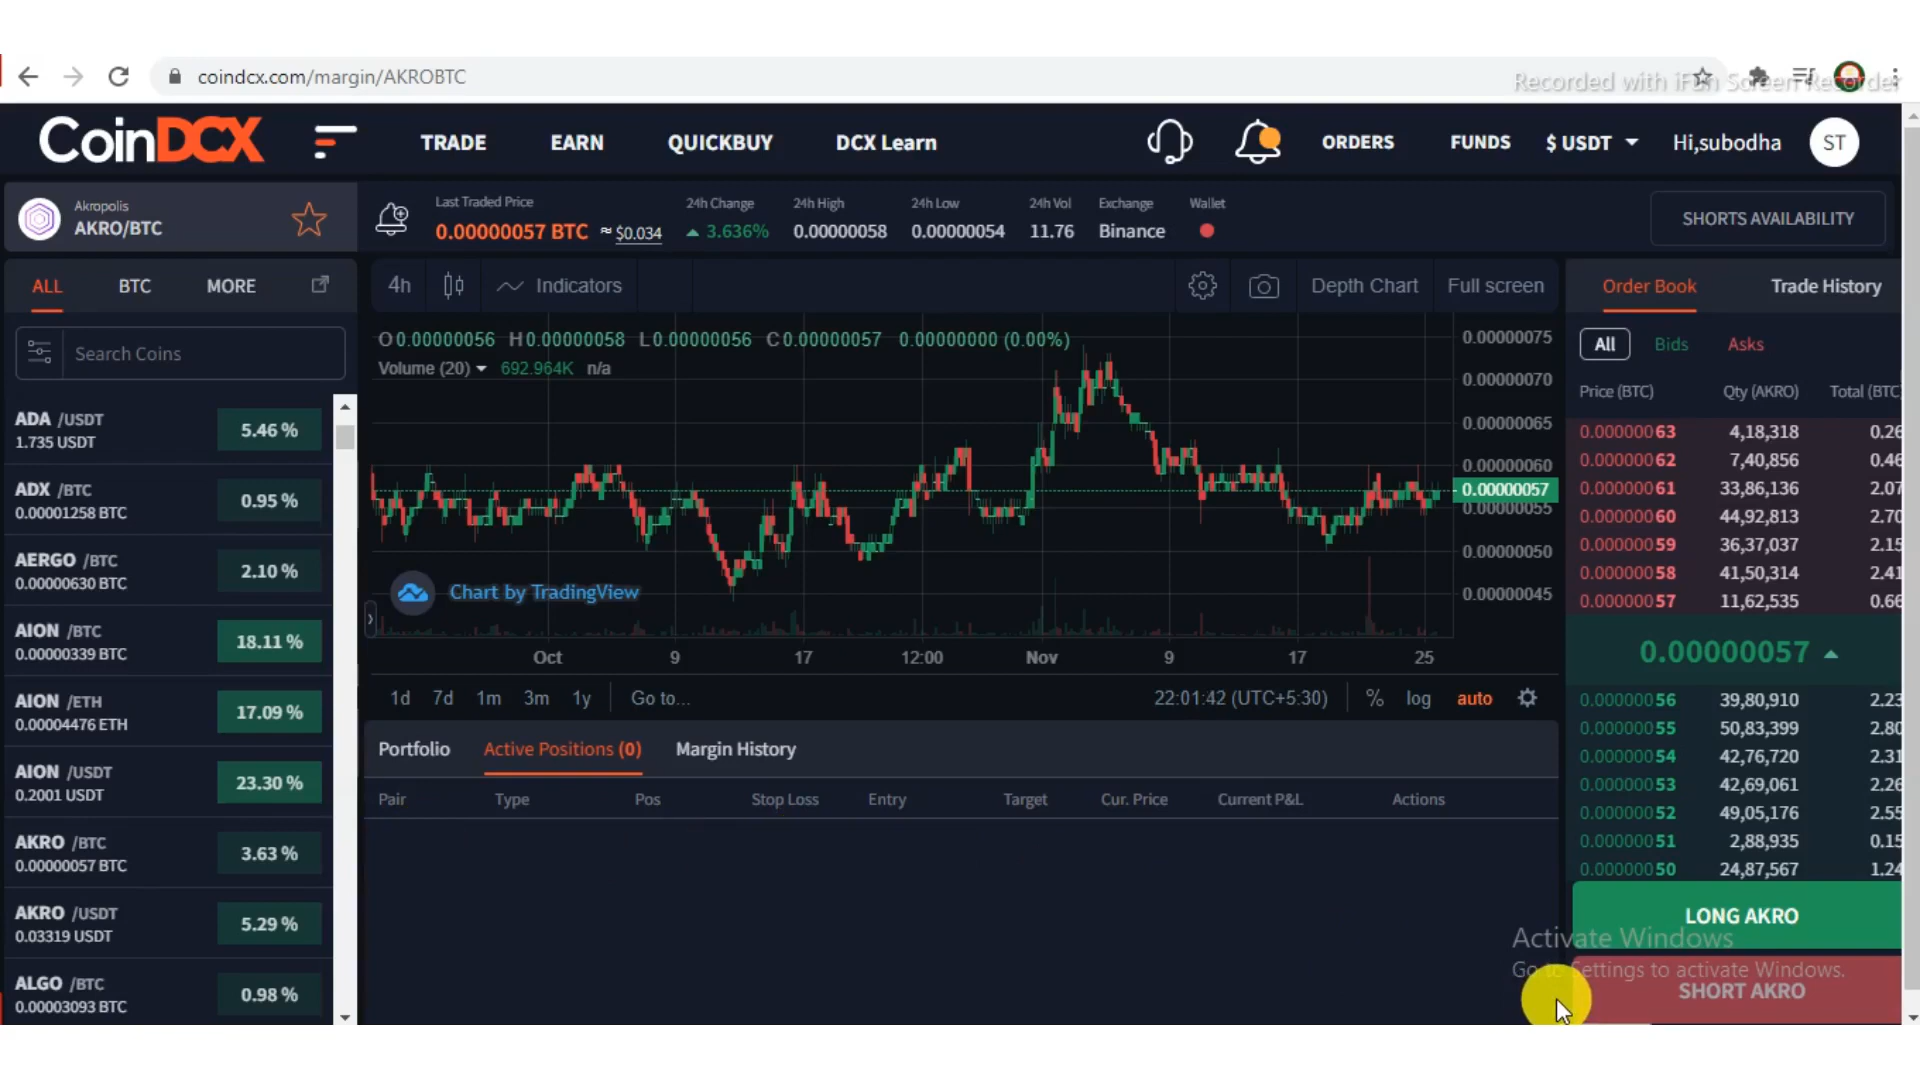 coindcx.com/margin/AKROBTC
Recorded with iFun Screen Recorder
CoinDCX
TRADE
EARN
QUICKBUY
DCX Learn
ORDERS
FUNDS
$ USDT
Hi,subodha
ST
Akropolis
AKRO/BTC
Last Traded Price
0.00000057 BTC ≈ $0.034
24h Change
3.636%
24h High
0.00000058
24h Low
0.00000054
24h Vol
11.76
Exchange
Binance
Wallet
SHORTS AVAILABILITY
ALL
BTC
MORE
Search Coins
ADA /USDT
1.735 USDT
5.46 %
ADX /BTC
0.00001258 BTC
0.95 %
AERGO /BTC
0.00000630 BTC
2.10 %
AION /BTC
0.00000339 BTC
18.11 %
AION /ETH
0.00004476 ETH
17.09 %
AION /USDT
0.2001 USDT
23.30 %
AKRO /BTC
0.00000057 BTC
3.63 %
AKRO /USDT
0.03319 USDT
5.29 %
ALGO /BTC
0.00003093 BTC
0.98 %
4h
Indicators
Depth Chart
Full screen
O0.00000056 H0.00000058 L0.00000056 C0.00000057 0.00000000 (0.00%)
Volume (20) 692.964K n/a
0.00000075
0.00000070
0.00000065
0.00000060
0.00000057
0.00000055
0.00000050
0.00000045
Chart by TradingView
Oct 9 17 12:00 Nov 9 17 25
1d 7d 1m 3m 1y Go to...
22:01:42 (UTC+5:30) % log auto
Portfolio
Active Positions (0)
Margin History
Pair Type Pos Stop Loss Entry Target Cur. Price Current P&L Actions
Order Book
Trade History
All Bids Asks
Price (BTC) Qty (AKRO) Total (BTC
0.00000063 4,18,318 0.26
0.00000062 7,40,856 0.46
0.00000061 33,86,136 2.07
0.00000060 44,92,813 2.70
0.00000059 36,37,037 2.15
0.00000058 41,50,314 2.41
0.00000057 11,62,535 0.66
0.00000057
0.00000056 39,80,910 2.23
0.00000055 50,83,399 2.80
0.00000054 42,76,720 2.31
0.00000053 42,69,061 2.26
0.00000052 49,05,176 2.55
0.00000051 2,88,935 0.15
0.00000050 24,87,567 1.24
LONG AKRO
Activate Windows
Go to Settings to activate Windows.
SHORT AKRO